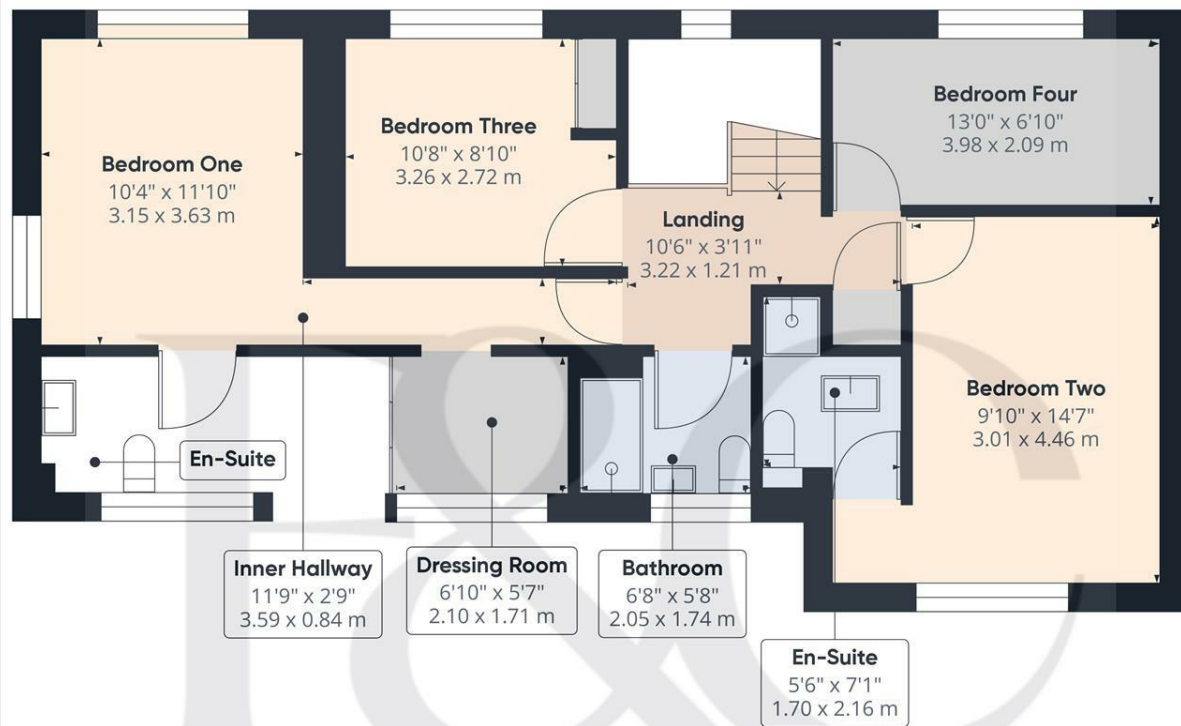 Bedroom One
10'4" x 11'10"
3.15 x 3.63 m
Bedroom Three
10'8" x 8'10"
3.26 x 2.72 m
Bedroom Four
13'0" x 6'10"
3.98 x 2.09 m
Landing
10'6" x 3'11"
3.22 x 1.21 m
Bedroom Two
9'10" x 14'7"
3.01 x 4.46 m
En-Suite
Inner Hallway
11'9" x 2'9"
3.59 x 0.84 m
Dressing Room
6'10" x 5'7"
2.10 x 1.71 m
Bathroom
6'8" x 5'8"
2.05 x 1.74 m
En-Suite
5'6" x 7'1"
1.70 x 2.16 m
F&C